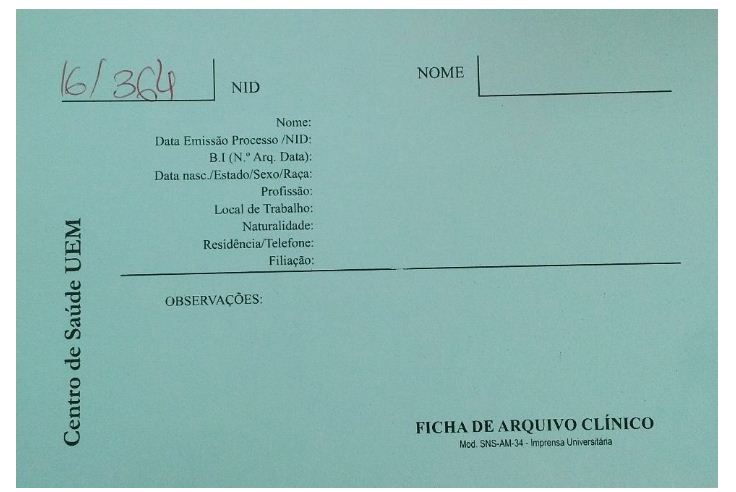 16/364 NID
NOME
Nome:
Data Emissão Processo /NID:
B.I (N.º Arq. Data):
Data nasc./Estado/Sexo/Raça:
Profissão:
Local de Trabalho:
Naturalidade:
Residência/Telefone:
Filiação:
OBSERVAÇÕES:
Centro de Saúde UEM
FICHA DE ARQUIVO CLÍNICO
Mod. SNS-AM-34 - Imprensa Universitária